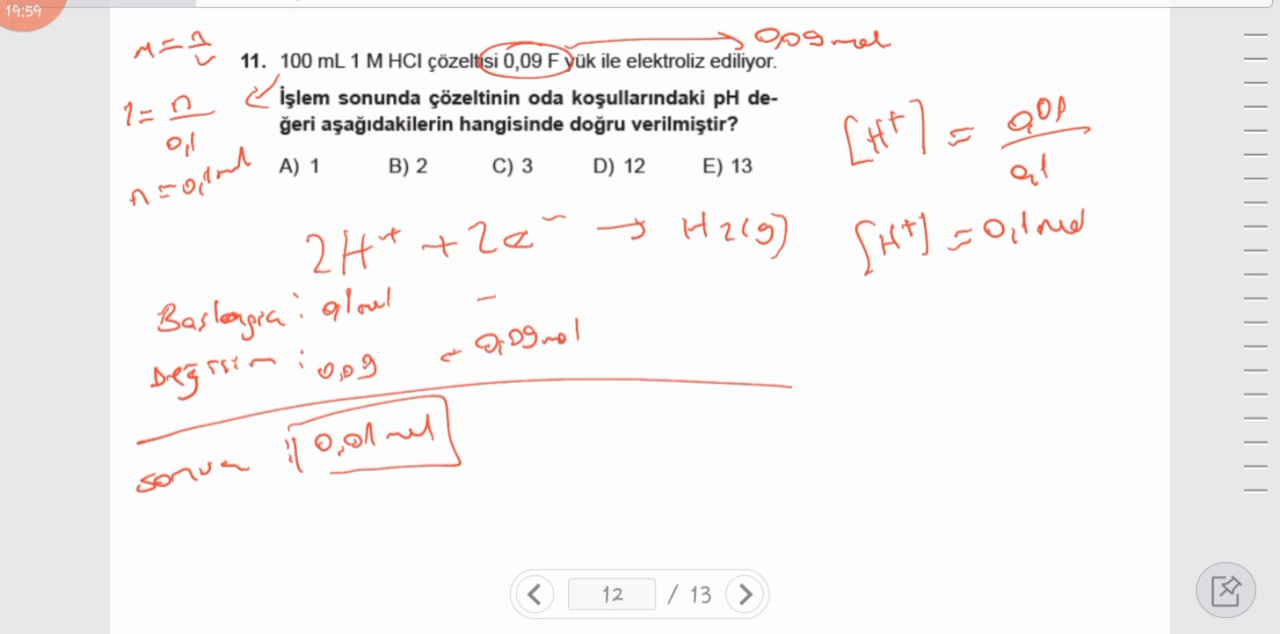 19:59
M = n/V
0,09 mol
11. 100 mL 1 M HCl çözeltisi 0,09 F yük ile elektroliz ediliyor.
İşlem sonunda çözeltinin oda koşullarındaki pH de-
ğeri aşağıdakilerin hangisinde doğru verilmiştir?
A) 1 B) 2 C) 3 D) 12 E) 13
1 = n/0,1
n = 0,1 mol
[H+] = 0,01/0,1
[H+] = 0,1 mol
2H+ + 2e- → H2(g)
Başlangıç: 0,1 mol -
Değişim: 0,09 - 0,09 mol
sonra: 0,01 mol
12 / 13